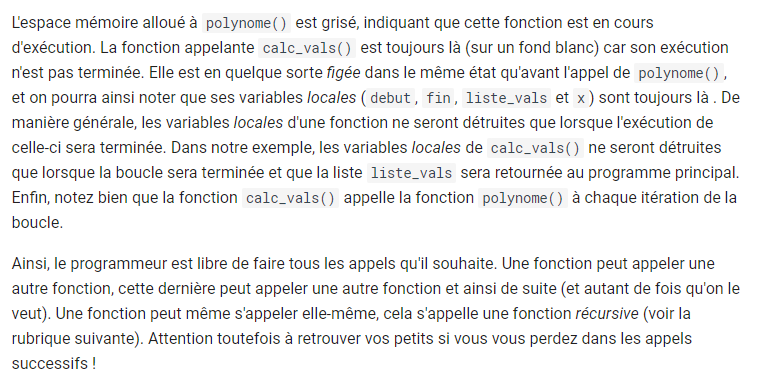 L'espace mémoire alloué à polynome() est grisé, indiquant que cette fonction est en cours
d'exécution. La fonction appelante calc_vals() est toujours là (sur un fond blanc) car son exécution
n'est pas terminée. Elle est en quelque sorte figée dans le même état qu'avant l'appel de polynome() ,
et on pourra ainsi noter que ses variables locales ( debut , fin , liste_vals et x ) sont toujours là . De
manière générale, les variables locales d'une fonction ne seront détruites que lorsque l'exécution de
celle-ci sera terminée. Dans notre exemple, les variables locales de calc_vals() ne seront détruites
que lorsque la boucle sera terminée et que la liste liste_vals sera retournée au programme principal.
Enfin, notez bien que la fonction calc_vals() appelle la fonction polynome() à chaque itération de la
boucle.
Ainsi, le programmeur est libre de faire tous les appels qu'il souhaite. Une fonction peut appeler une
autre fonction, cette dernière peut appeler une autre fonction et ainsi de suite (et autant de fois qu'on le
veut). Une fonction peut même s'appeler elle-même, cela s'appelle une fonction récursive (voir la
rubrique suivante). Attention toutefois à retrouver vos petits si vous vous perdez dans les appels
successifs !